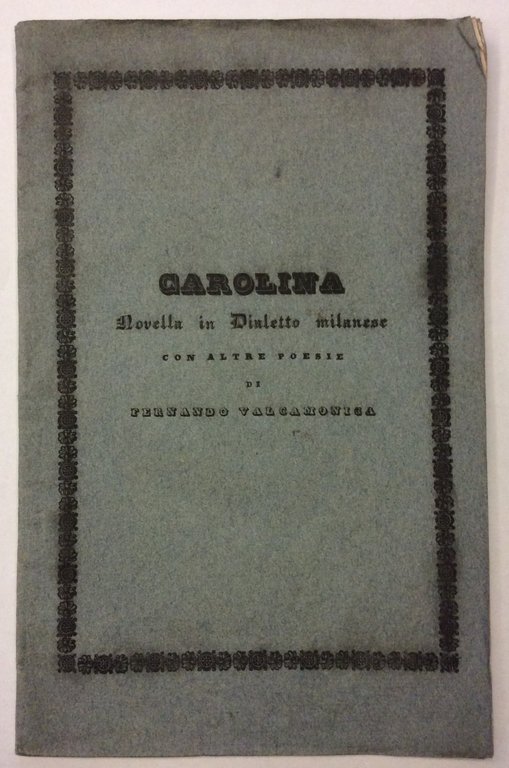 CAROLINA
Novella in Dialetto milanese
CON ALTRE POESIE
DI
FERNANDO VALCAMONICA